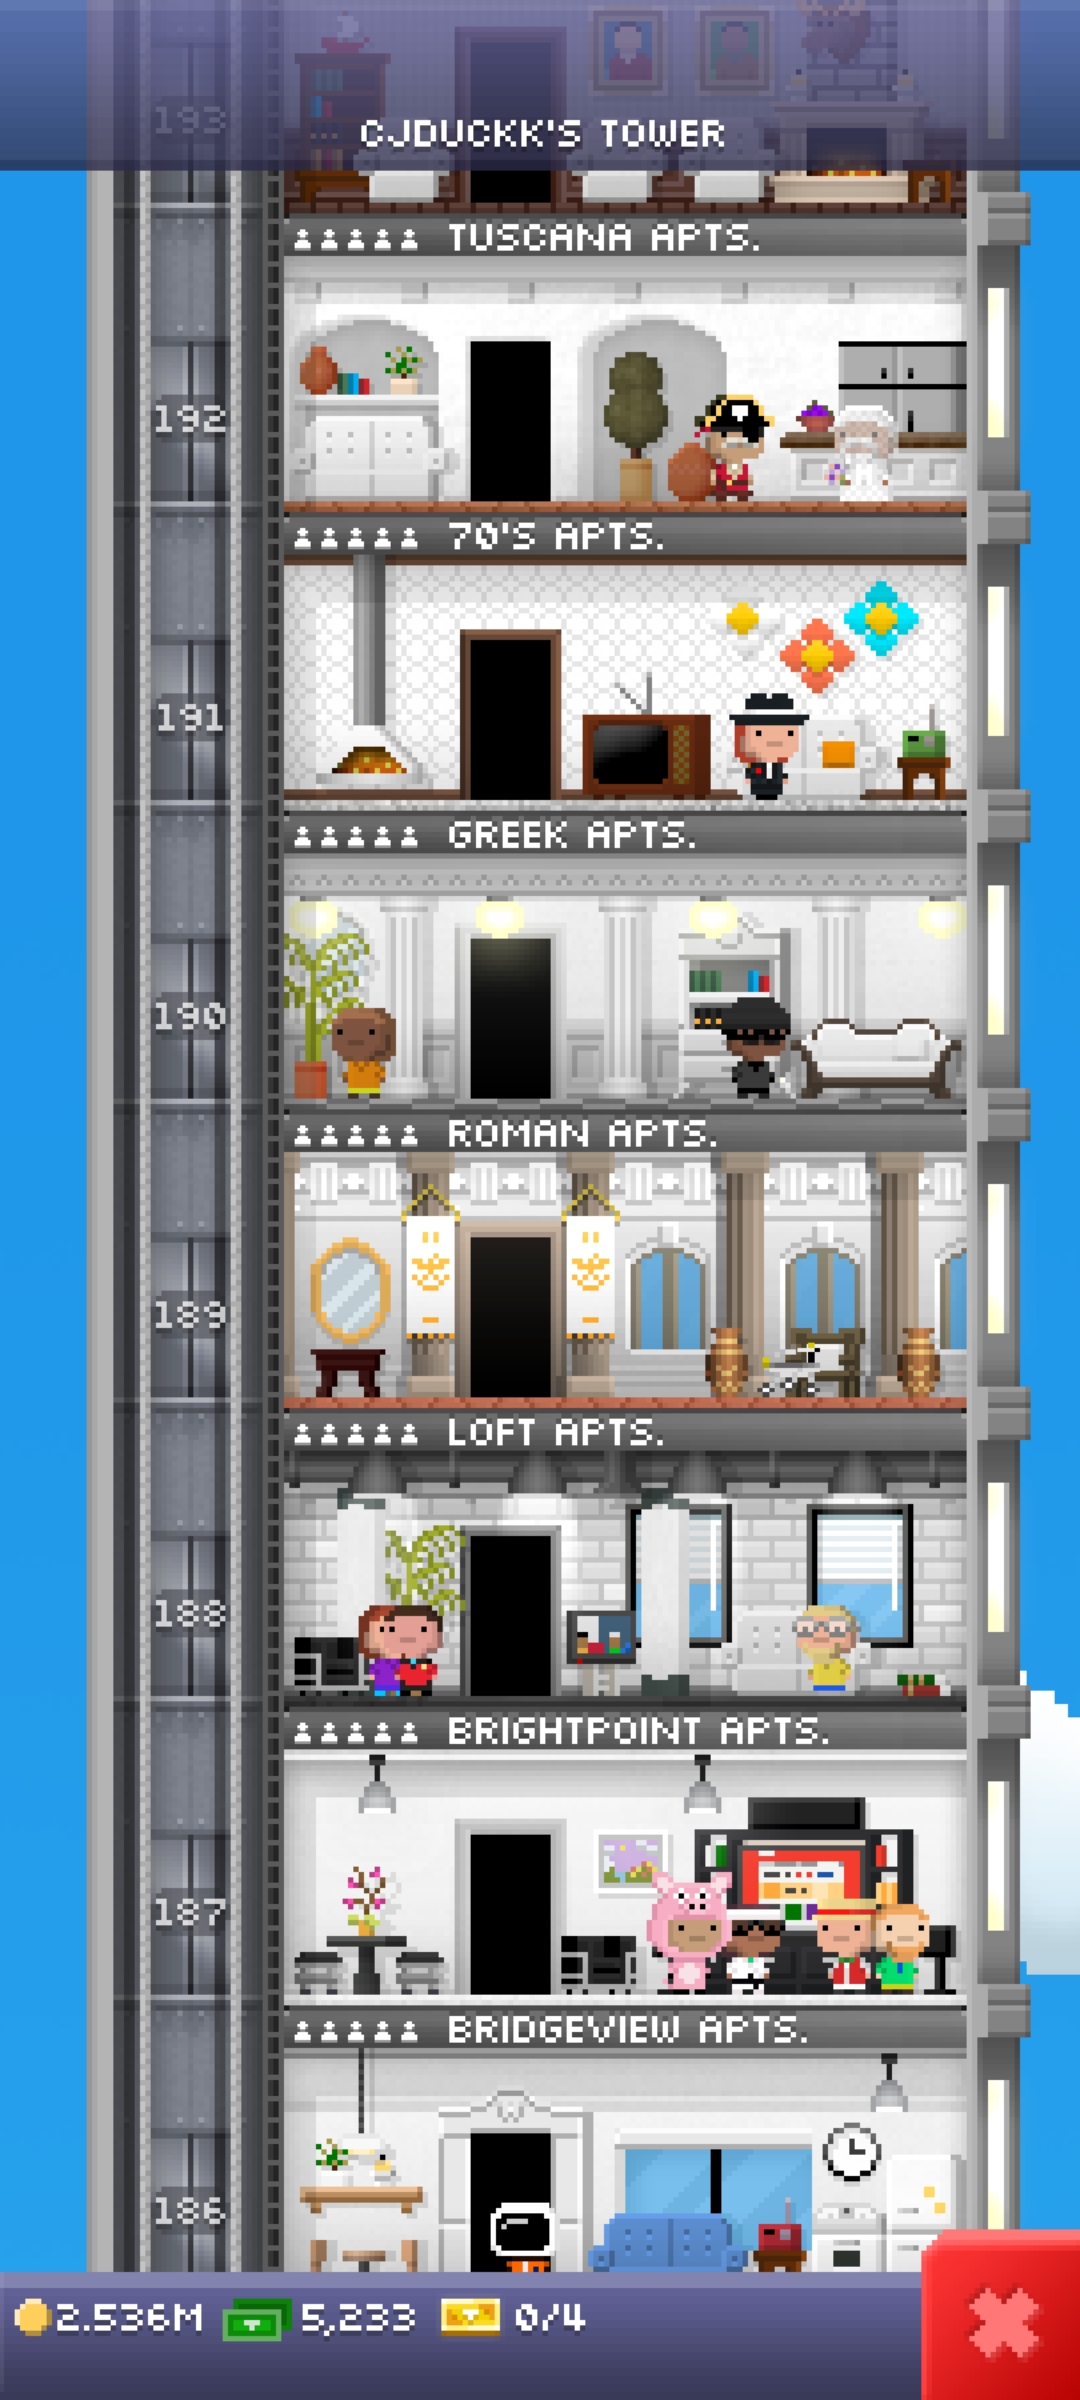 193
CJDUCKK'S TOWER
TUSCANA APTS.
192
70'S APTS.
191
GREEK APTS.
190
ROMAN APTS.
189
LOFT APTS.
188
BRIGHTPOINT APTS.
187
BRIDGEVIEW APTS.
186
2.536M 5,233 0/4